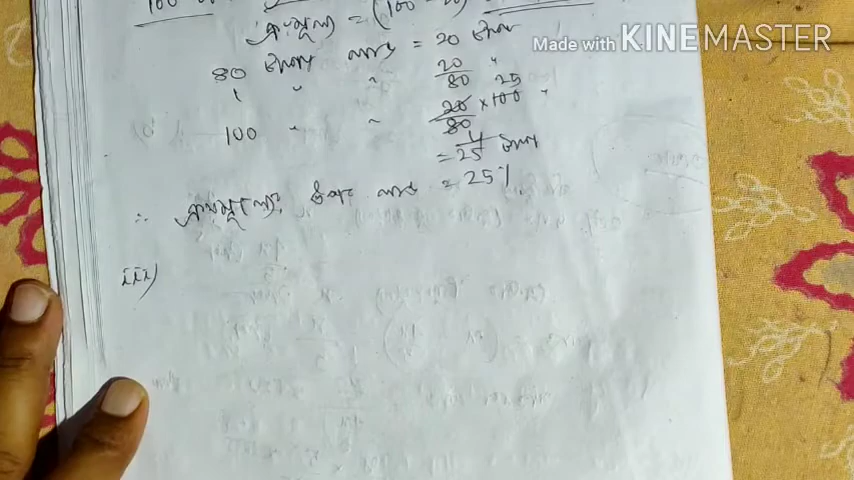 ক্রয়মূল্য = (100 - 20)
Made with KINEMASTER
80 টাকায় লাভ = 20 টাকা
1 " " 20/80 "
100 " " 20 × 100/80 "
= 25 টাকা
∴ ক্রয়মূল্যের উপর লাভ = 25%
iii)